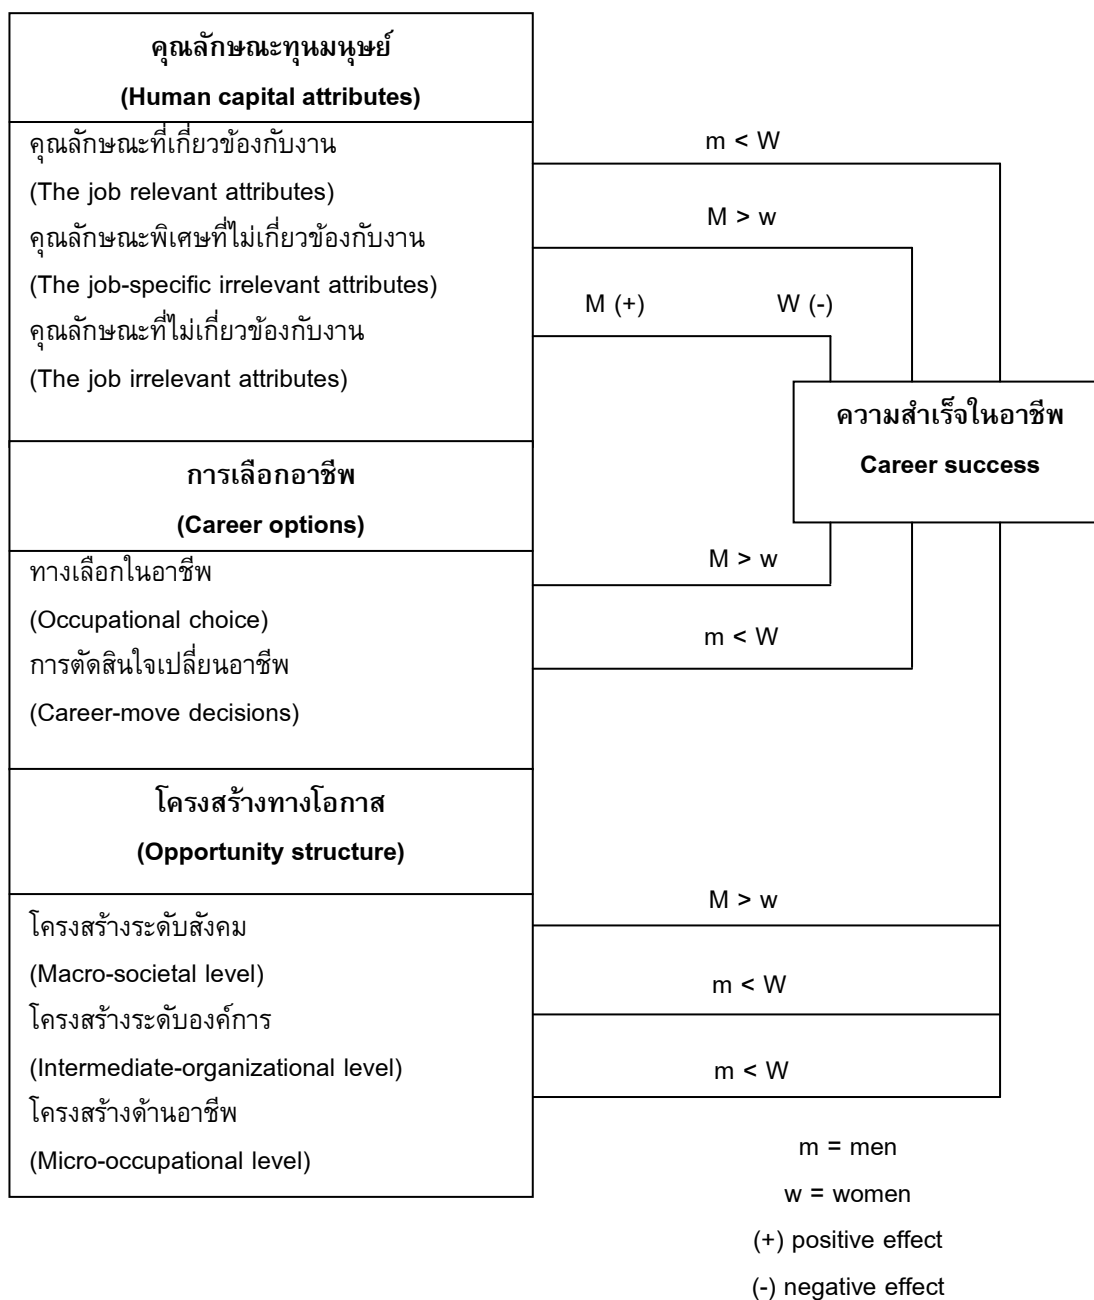 คุณลักษณะทุนมนุษย์
(Human capital attributes)
คุณลักษณะที่เกี่ยวข้องกับงาน
(The job relevant attributes)
คุณลักษณะพิเศษที่ไม่เกี่ยวข้องกับงาน
(The job-specific irrelevant attributes)
คุณลักษณะที่ไม่เกี่ยวข้องกับงาน
(The job irrelevant attributes)
m < W
M > w
M (+) W (-)
ความสำเร็จในอาชีพ
Career success
การเลือกอาชีพ
(Career options)
ทางเลือกในอาชีพ
(Occupational choice)
การตัดสินใจเปลี่ยนอาชีพ
(Career-move decisions)
M > w
m < W
โครงสร้างทางโอกาส
(Opportunity structure)
โครงสร้างระดับสังคม
(Macro-societal level)
โครงสร้างระดับองค์การ
(Intermediate-organizational level)
โครงสร้างด้านอาชีพ
(Micro-occupational level)
M > w
m < W
m < W
m = men
w = women
(+) positive effect
(-) negative effect